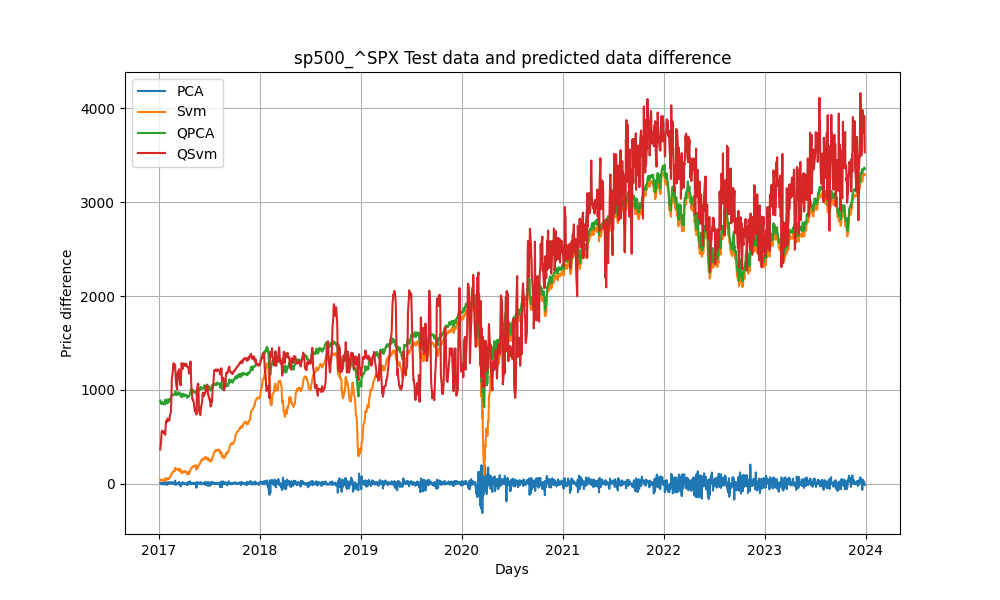 sp500_^SPX Test data and predicted data difference
PCA
Svm
QPCA
QSvm
Price difference
4000
3000
2000
1000
0
2017 2018 2019 2020 2021 2022 2023 2024
Days